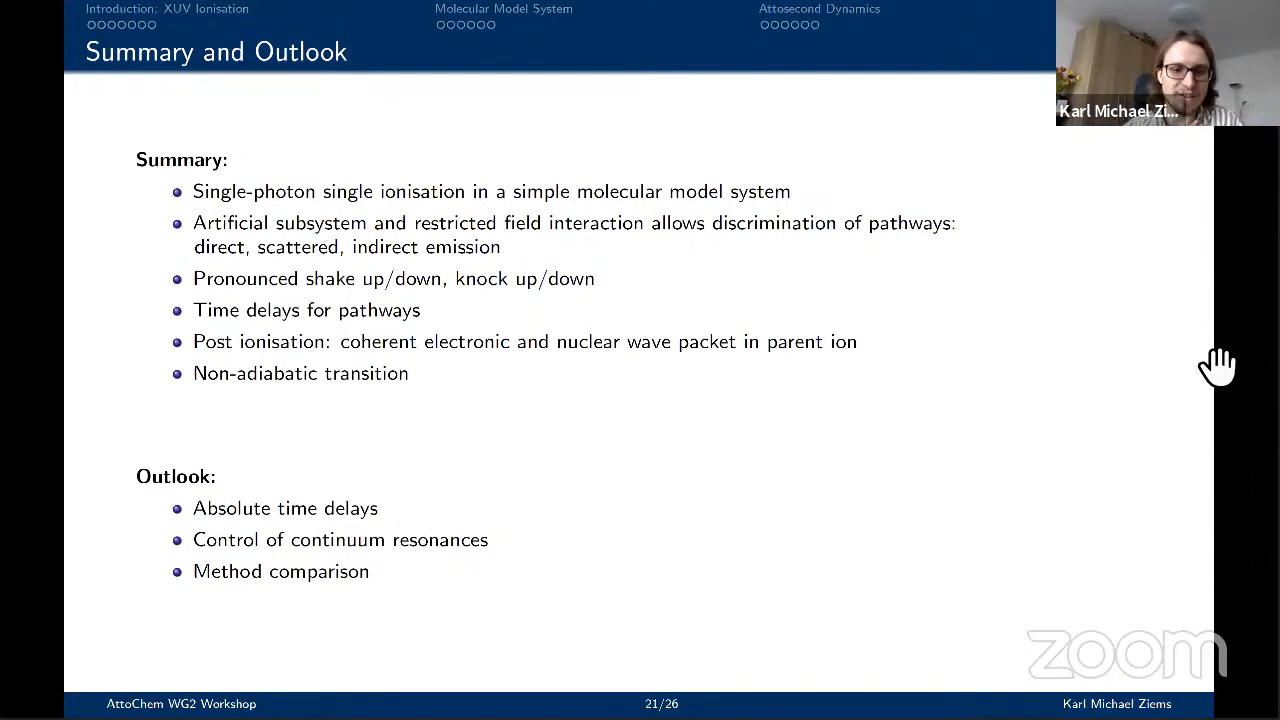 Introduction: XUV Ionisation
Molecular Model System
Attosecond Dynamics
Summary and Outlook
Karl Michael Zi...
Summary:
Single-photon single ionisation in a simple molecular model system
Artificial subsystem and restricted field interaction allows discrimination of pathways:
direct, scattered, indirect emission
Pronounced shake up/down, knock up/down
Time delays for pathways
Post ionisation: coherent electronic and nuclear wave packet in parent ion
Non-adiabatic transition
Outlook:
Absolute time delays
Control of continuum resonances
Method comparison
zoom
AttoChem WG2 Workshop
21/26
Karl Michael Ziems